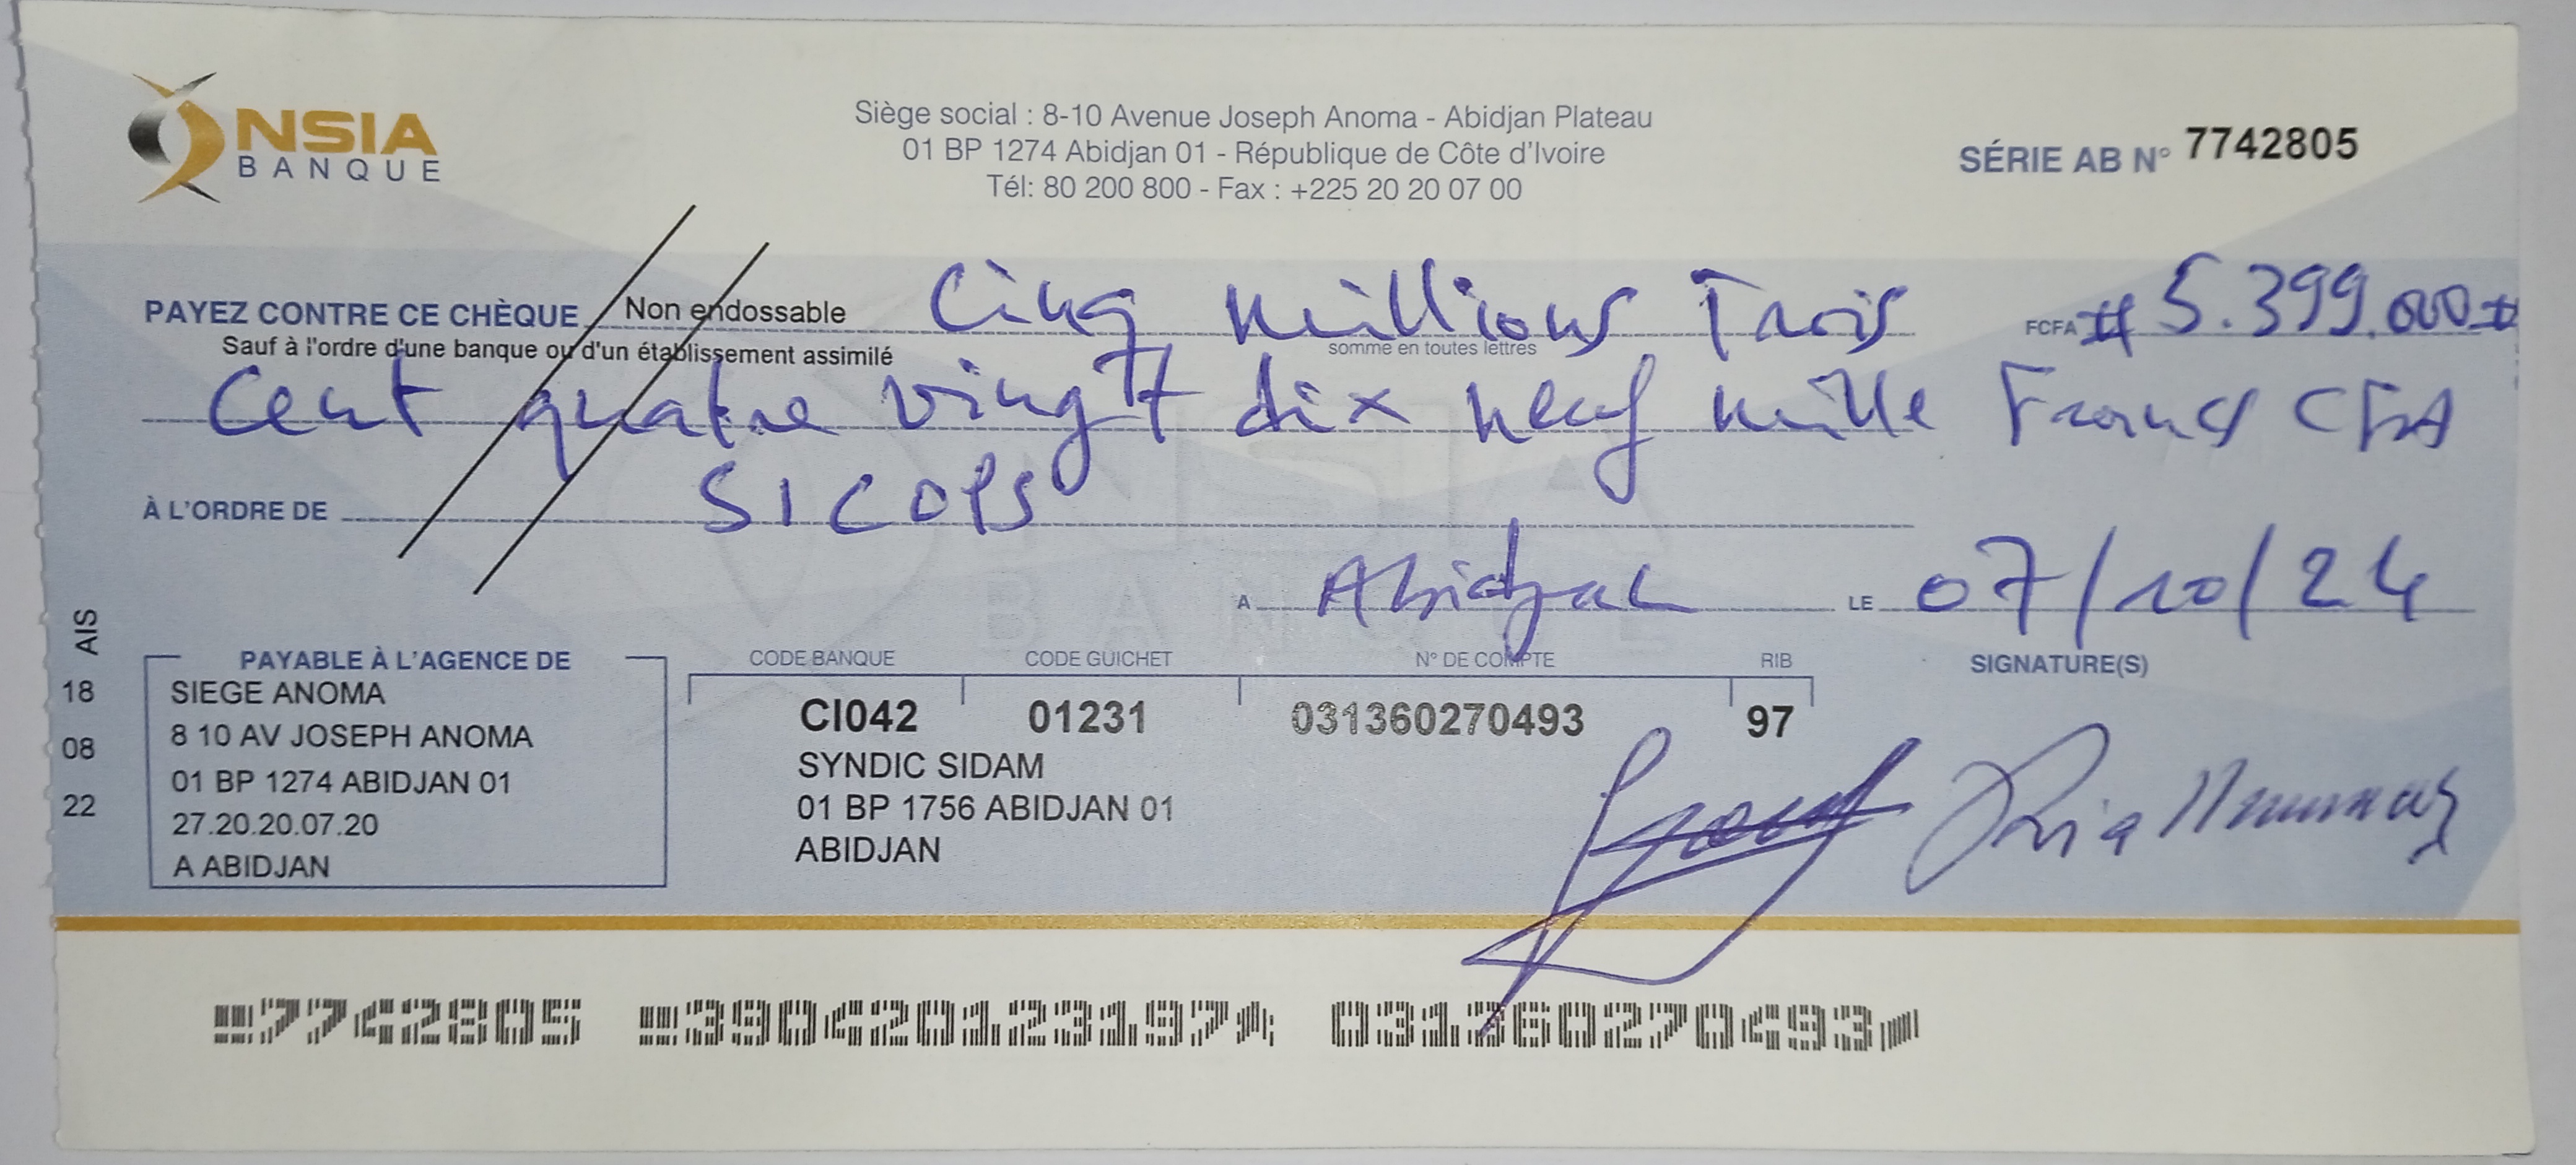 NSIA
BANQUE
Siège social : 8-10 Avenue Joseph Anoma - Abidjan Plateau
01 BP 1274 Abidjan 01 - République de Côte d'Ivoire
Tél: 80 200 800 - Fax : +225 20 20 07 00
SÉRIE AB N° 7742805
PAYEZ CONTRE CE CHÈQUE Non endossable Cinq millions Trois FCFA # 5.399.000 #
Sauf à l'ordre d'une banque ou d'un établissement assimilé somme en toutes lettres
Cent quatre vingt dix neuf mille Francs CFA
À L'ORDRE DE SICOPS
A Abidjan LE 07/10/24
AIS
18
08
22
PAYABLE À L'AGENCE DE
SIEGE ANOMA
8 10 AV JOSEPH ANOMA
01 BP 1274 ABIDJAN 01
27.20.20.07.20
A ABIDJAN
CODE BANQUE CODE GUICHET N° DE COMPTE RIB
CI042 01231 031360270493 97
SYNDIC SIDAM
01 BP 1756 ABIDJAN 01
ABIDJAN
SIGNATURE(S)
7742805 390420123197 031360270493